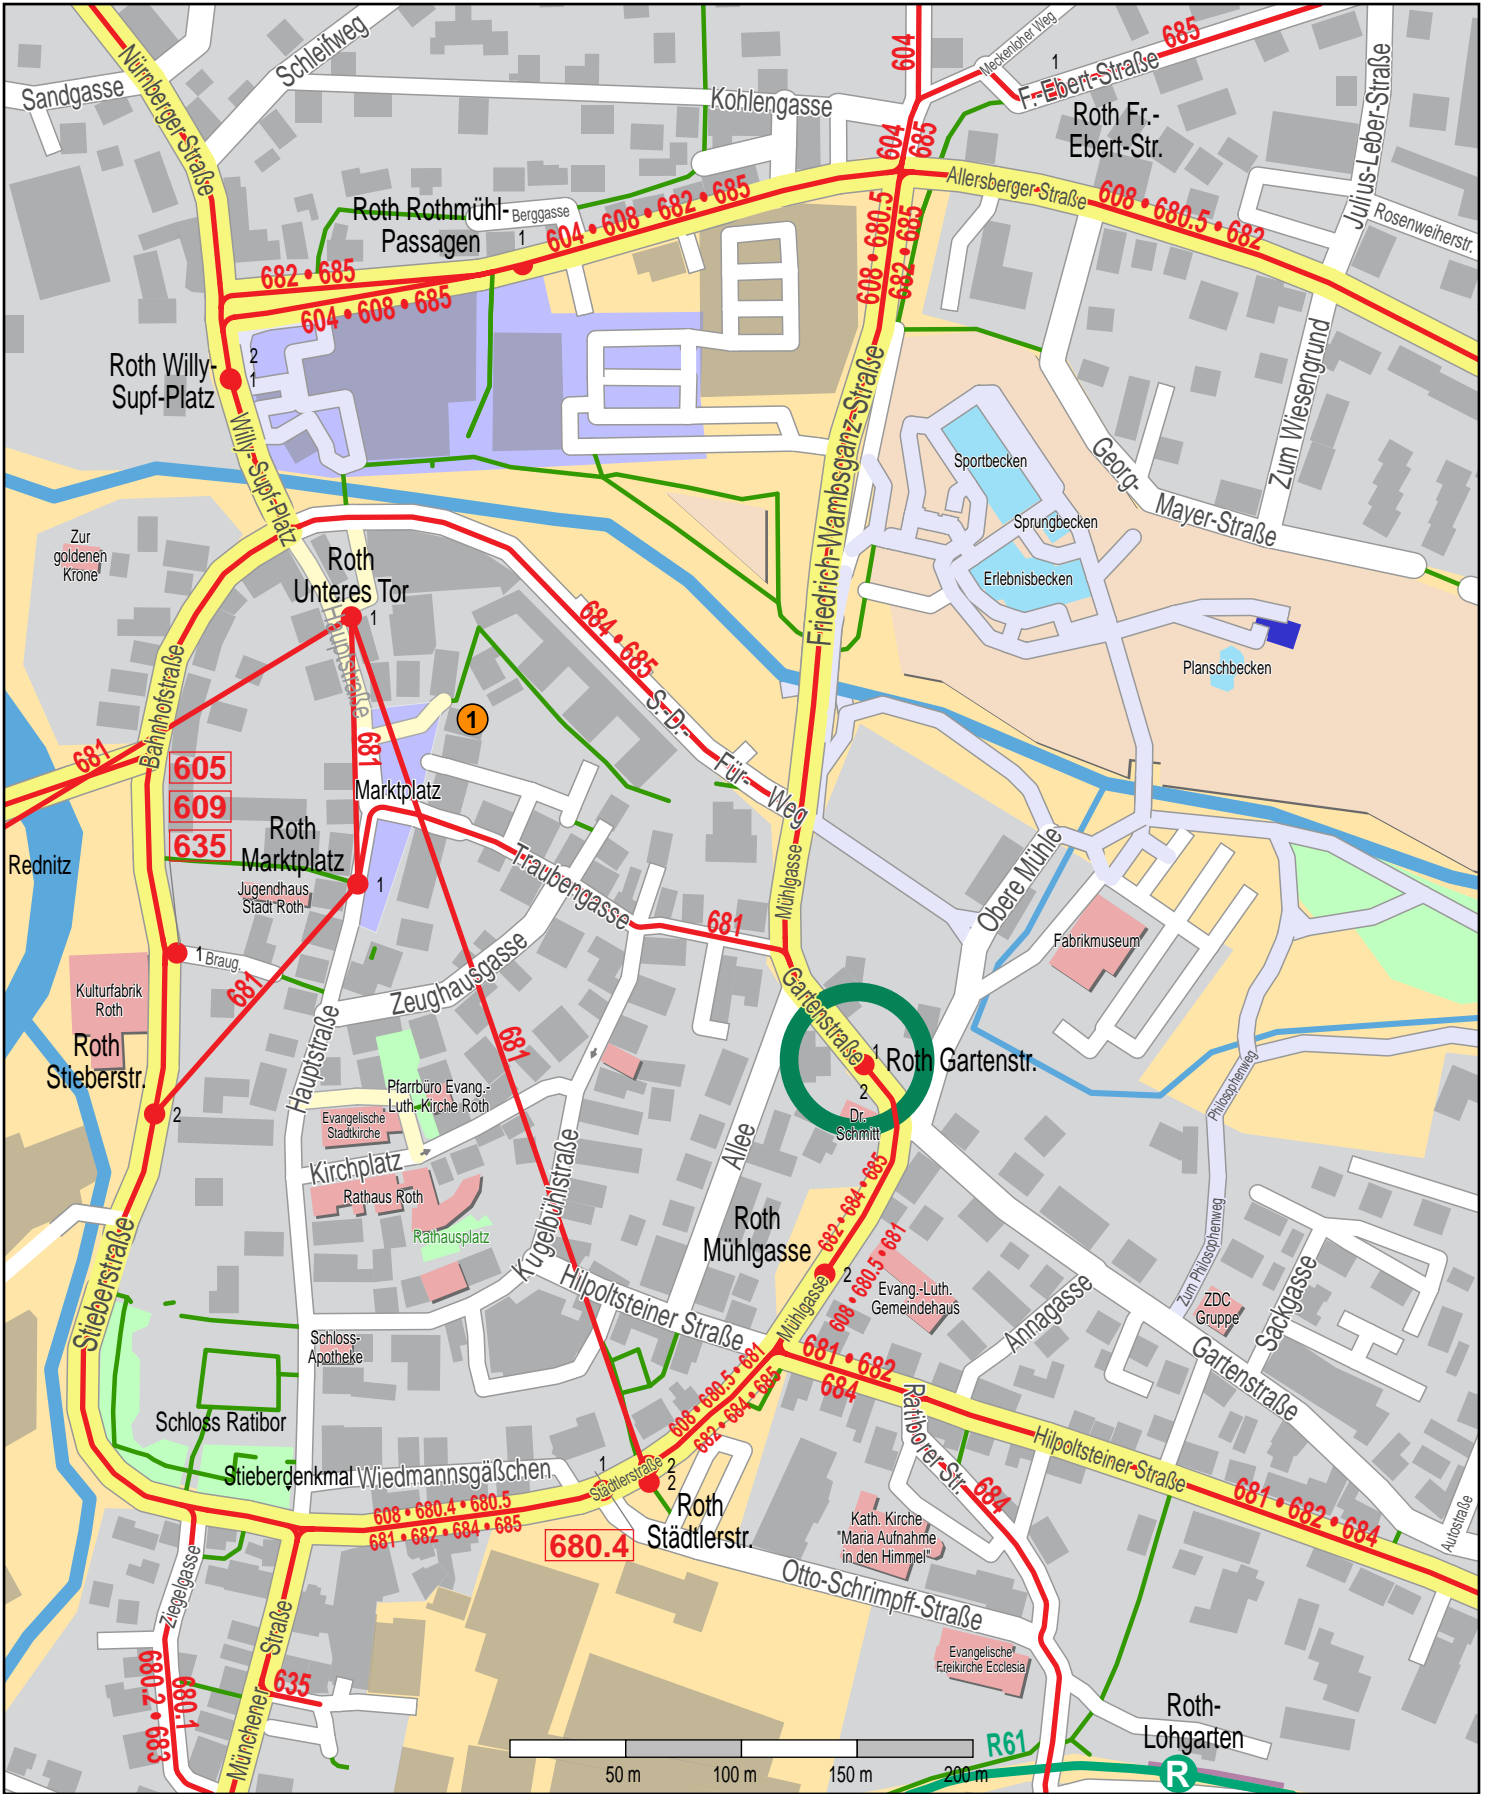 Nürnberger-Straße
Schleifweg
Sandgasse
Kohlengasse
604
Meckenloher Weg
685
1
F.-Ebert-Straße
Roth Fr.-
Ebert-Str.
Julius-Leber-Straße
604
685
Allersberger Straße
608 • 680.5 • 682
Rosenweiherstr.
Roth Rothmühl-
Passagen
Berggasse
1
604 • 608 • 682 • 685
682 • 685
604 • 608 • 685
608 • 680.5
682 • 685
Roth Willy-
Supf-Platz
2
1
Willy-Supf-Platz
Friedrich-Wambsganz-Straße
Zum Wiesengrund
Georg-
Mayer-Straße
Sportbecken
Sprungbecken
Erlebnisbecken
Planschbecken
Zur
goldenen
Krone
Roth
Unteres Tor
1
Hauptstraße
684 • 685
S.-D.-
Für-
Weg
Bahnhofstraße
681
681
1
605
609
635
Marktplatz
Roth
Marktplatz
1
Jugendhaus
Stadt Roth
Rednitz
Traubengasse
681
Mühlgasse
Obere Mühle
Fabrikmuseum
1
Braug.
681
Zeughausgasse
Kulturfabrik
Roth
Roth
Stieberstr.
2
Hauptstraße
681
Gartenstraße
1
Roth Gartenstr.
2
Dr.
Schmitt
Pfarrbüro Evang.-
Luth. Kirche Roth
Evangelische
Stadtkirche
Kirchplatz
Rathaus Roth
Rathausplatz
Kugelbühlstraße
Allee
Philosophenweg
Zum Philosophenweg
682 • 684 • 685
Roth
Mühlgasse
2
608 • 680.5 • 681
Evang.-Luth.
Gemeindehaus
Mühlgasse
Annagasse
ZDC
Gruppe
Sackgasse
Gartenstraße
Stieberstraße
Hilpoltsteiner Straße
Schloss-
Apotheke
681 • 682
684
608 • 680.5 • 681
682 • 684 • 685
Ratiborer Str.
684
Hilpoltsteiner Straße
681 • 682 • 684
Autostraße
Schloss Ratibor
Stieberdenkmal
Wiedmannsgäßchen
1
Städtlerstraße
2
2
Roth
Städtlerstr.
608 • 680.4 • 680.5
681 • 682 • 684 • 685
680.4
Kath. Kirche
"Maria Aufnahme
in den Himmel"
Otto-Schrimpff-Straße
Ziegelgasse
Münchener
Straße
635
680.2 • 683
680.1
Evangelische
Freikirche Ecclesia
Roth-
Lohgarten
R61
R
50 m
100 m
150 m
200 m